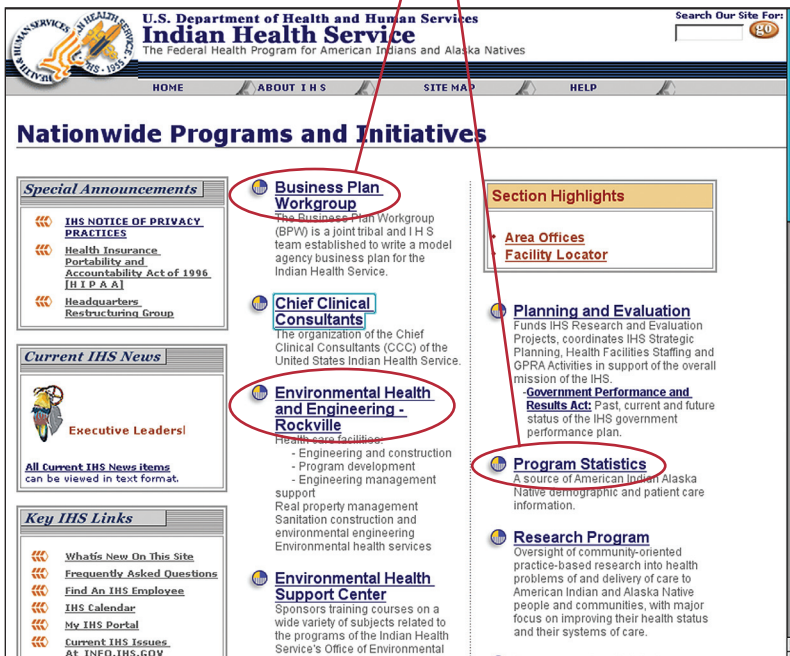 U.S. Department of Health and Human Services
Indian Health Service
The Federal Health Program for American Indians and Alaska Natives
Search Our Site For:
go
HOME
ABOUT I H S
SITE MAP
HELP
Nationwide Programs and Initiatives
Special Announcements
IHS NOTICE OF PRIVACY
PRACTICES
Health Insurance
Portability and
Accountability Act of 1996
[H I P A A]
Headquarters
Restructuring Group
Current IHS News
Executive Leaders!
All Current IHS News items
can be viewed in text format.
Key IHS Links
What's New On This Site
Frequently Asked Questions
Find An IHS Employee
IHS Calendar
My IHS Portal
Current IHS Issues
At INFO.IHS.GOV
Business Plan
Workgroup
The Business Plan Workgroup
(BPW) is a joint tribal and I H S
team established to write a model
agency business plan for the
Indian Health Service.
Chief Clinical
Consultants
The organization of the Chief
Clinical Consultants (CCC) of the
United States Indian Health Service.
Environmental Health
and Engineering -
Rockville
Health care facilities:
- Engineering and construction
- Program development
- Engineering management
support
Real property management
Sanitation construction and
environmental engineering
Environmental health services
Environmental Health
Support Center
Sponsors training courses on a
wide variety of subjects related to
the programs of the Indian Health
Service's Office of Environmental
Section Highlights
Area Offices
Facility Locator
Planning and Evaluation
Funds IHS Research and Evaluation
Projects, coordinates IHS Strategic
Planning, Health Facilities Staffing and
GPRA Activities in support of the overall
mission of the IHS.
-Government Performance and
Results Act: Past, current and future
status of the IHS government
performance plan.
Program Statistics
A source of American Indian Alaska
Native demographic and patient care
information.
Research Program
Oversight of community-oriented
practice-based research into health
problems of and delivery of care to
American Indian and Alaska Native
people and communities, with major
focus on improving their health status
and their systems of care.